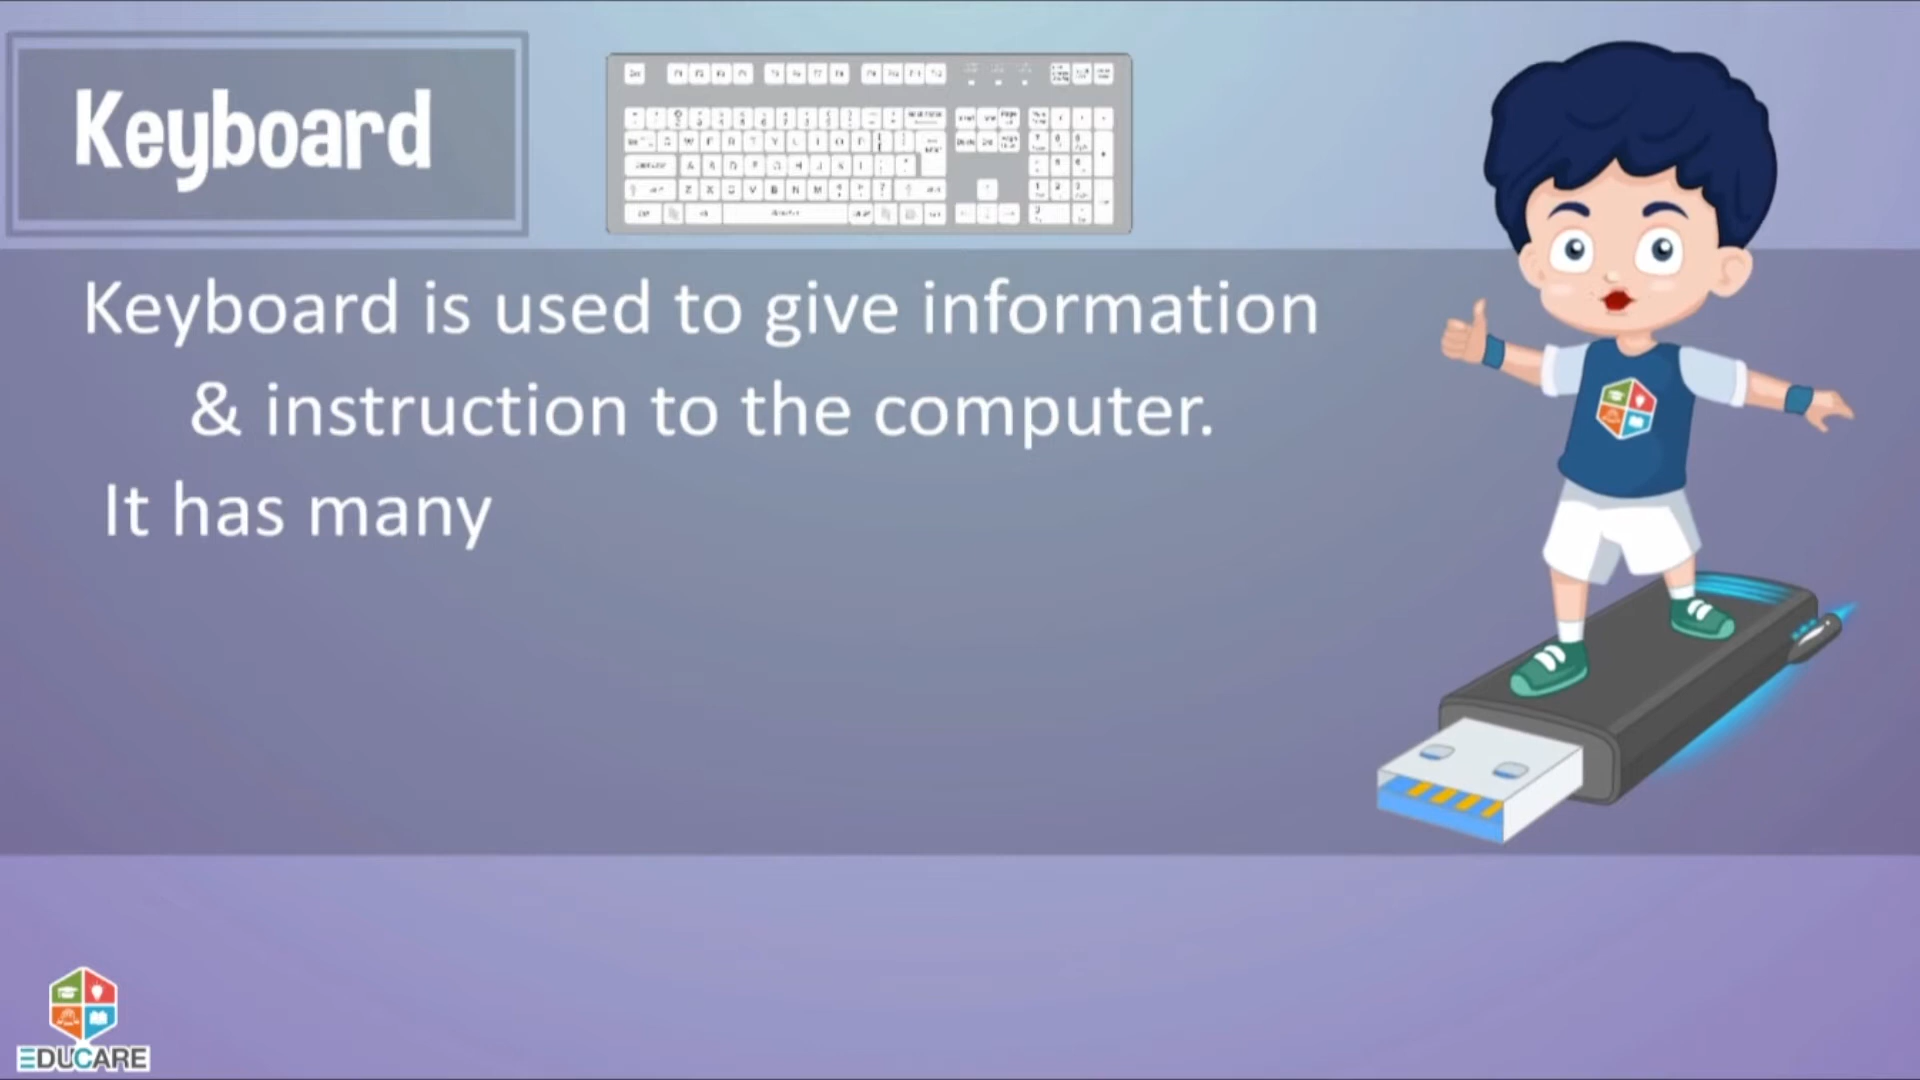 Keyboard
Keyboard is used to give information
& instruction to the computer.
It has many
EDUCARE